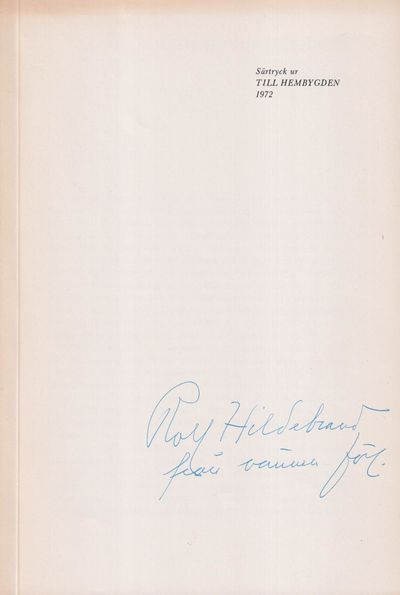 Särtryck ur
TILL HEMBYGDEN
1972
Rolf Hildebrand
från vännen förf.